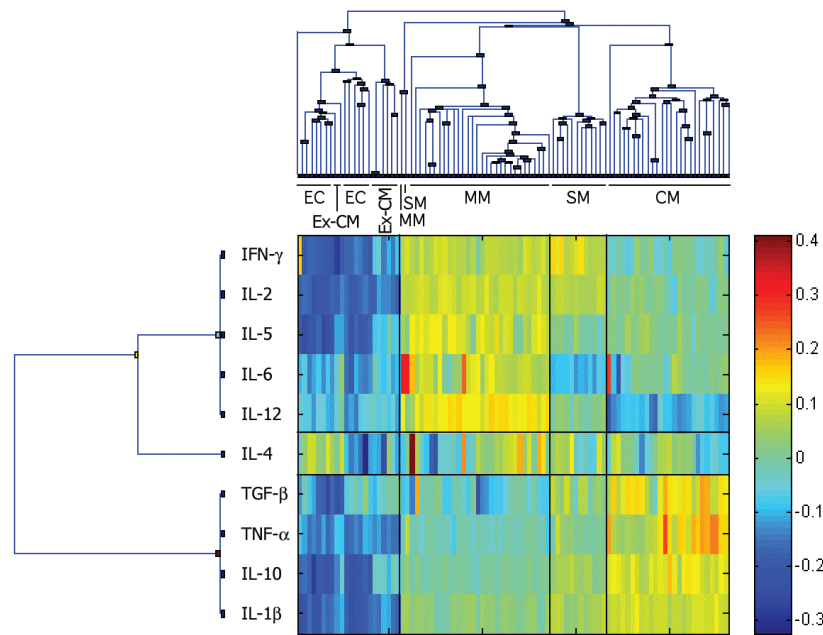 EC EC Ex-CM SM MM SM CM
Ex-CM MM
IFN-γ
IL-2
IL-5
IL-6
IL-12
IL-4
TGF-β
TNF-α
IL-10
IL-1β
0.4
0.3
0.2
0.1
0
-0.1
-0.2
-0.3